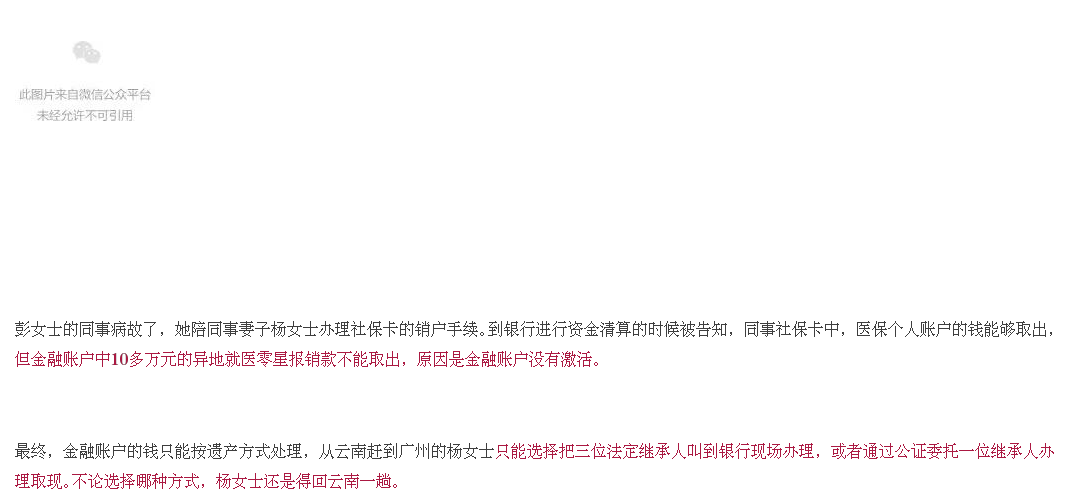 此图片来自微信公众平台
未经允许不可引用
彭女士的同事病故了，她陪同事妻子杨女士办理社保卡的销户手续。到银行进行资金清算的时候被告知，同事社保卡中，医保个人账户的钱能够取出，
但金融账户中10多万元的异地就医零星报销款不能取出，原因是金融账户没有激活。
最终，金融账户的钱只能按遗产方式处理，从云南赶到广州的杨女士只能选择把三位法定继承人叫到银行现场办理，或者通过公证委托一位继承人办
理取现。不论选择哪种方式，杨女士还是得回云南一趟。